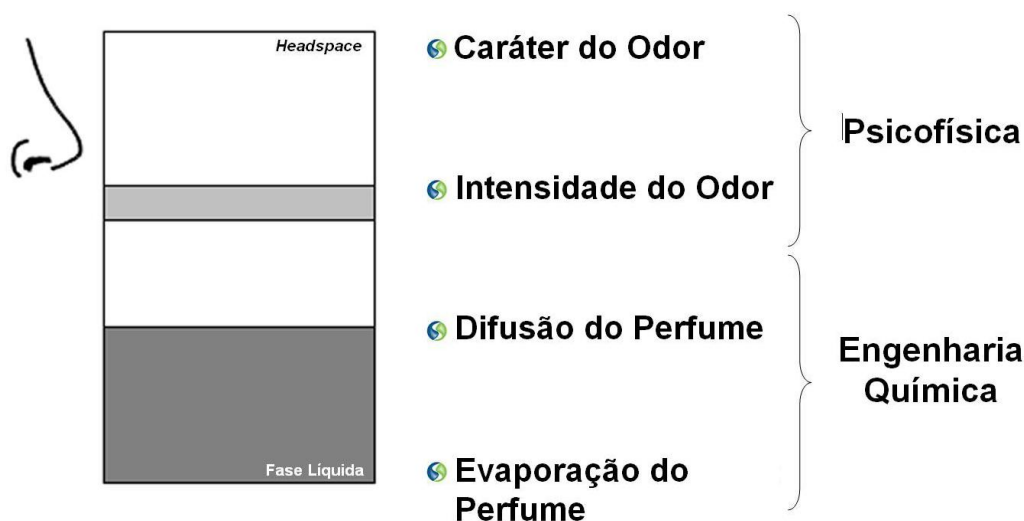 Headspace
Caráter do Odor
Psicofísica
Intensidade do Odor
Difusão do Perfume
Engenharia
Química
Fase Líquida
Evaporação do
Perfume